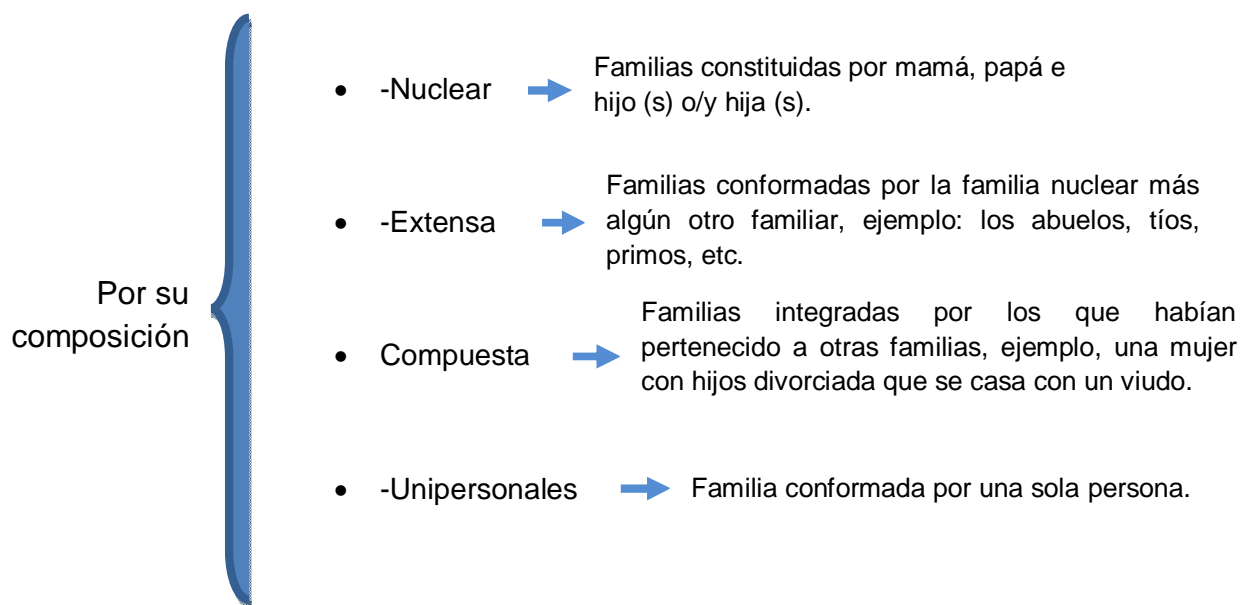 Por su
composición
• -Nuclear
Familias constituidas por mamá, papá e
hijo (s) o/y hija (s).
• -Extensa
Familias conformadas por la familia nuclear más
algún otro familiar, ejemplo: los abuelos, tíos,
primos, etc.
• Compuesta
Familias integradas por los que habían
pertenecido a otras familias, ejemplo, una mujer
con hijos divorciada que se casa con un viudo.
• -Unipersonales
Familia conformada por una sola persona.